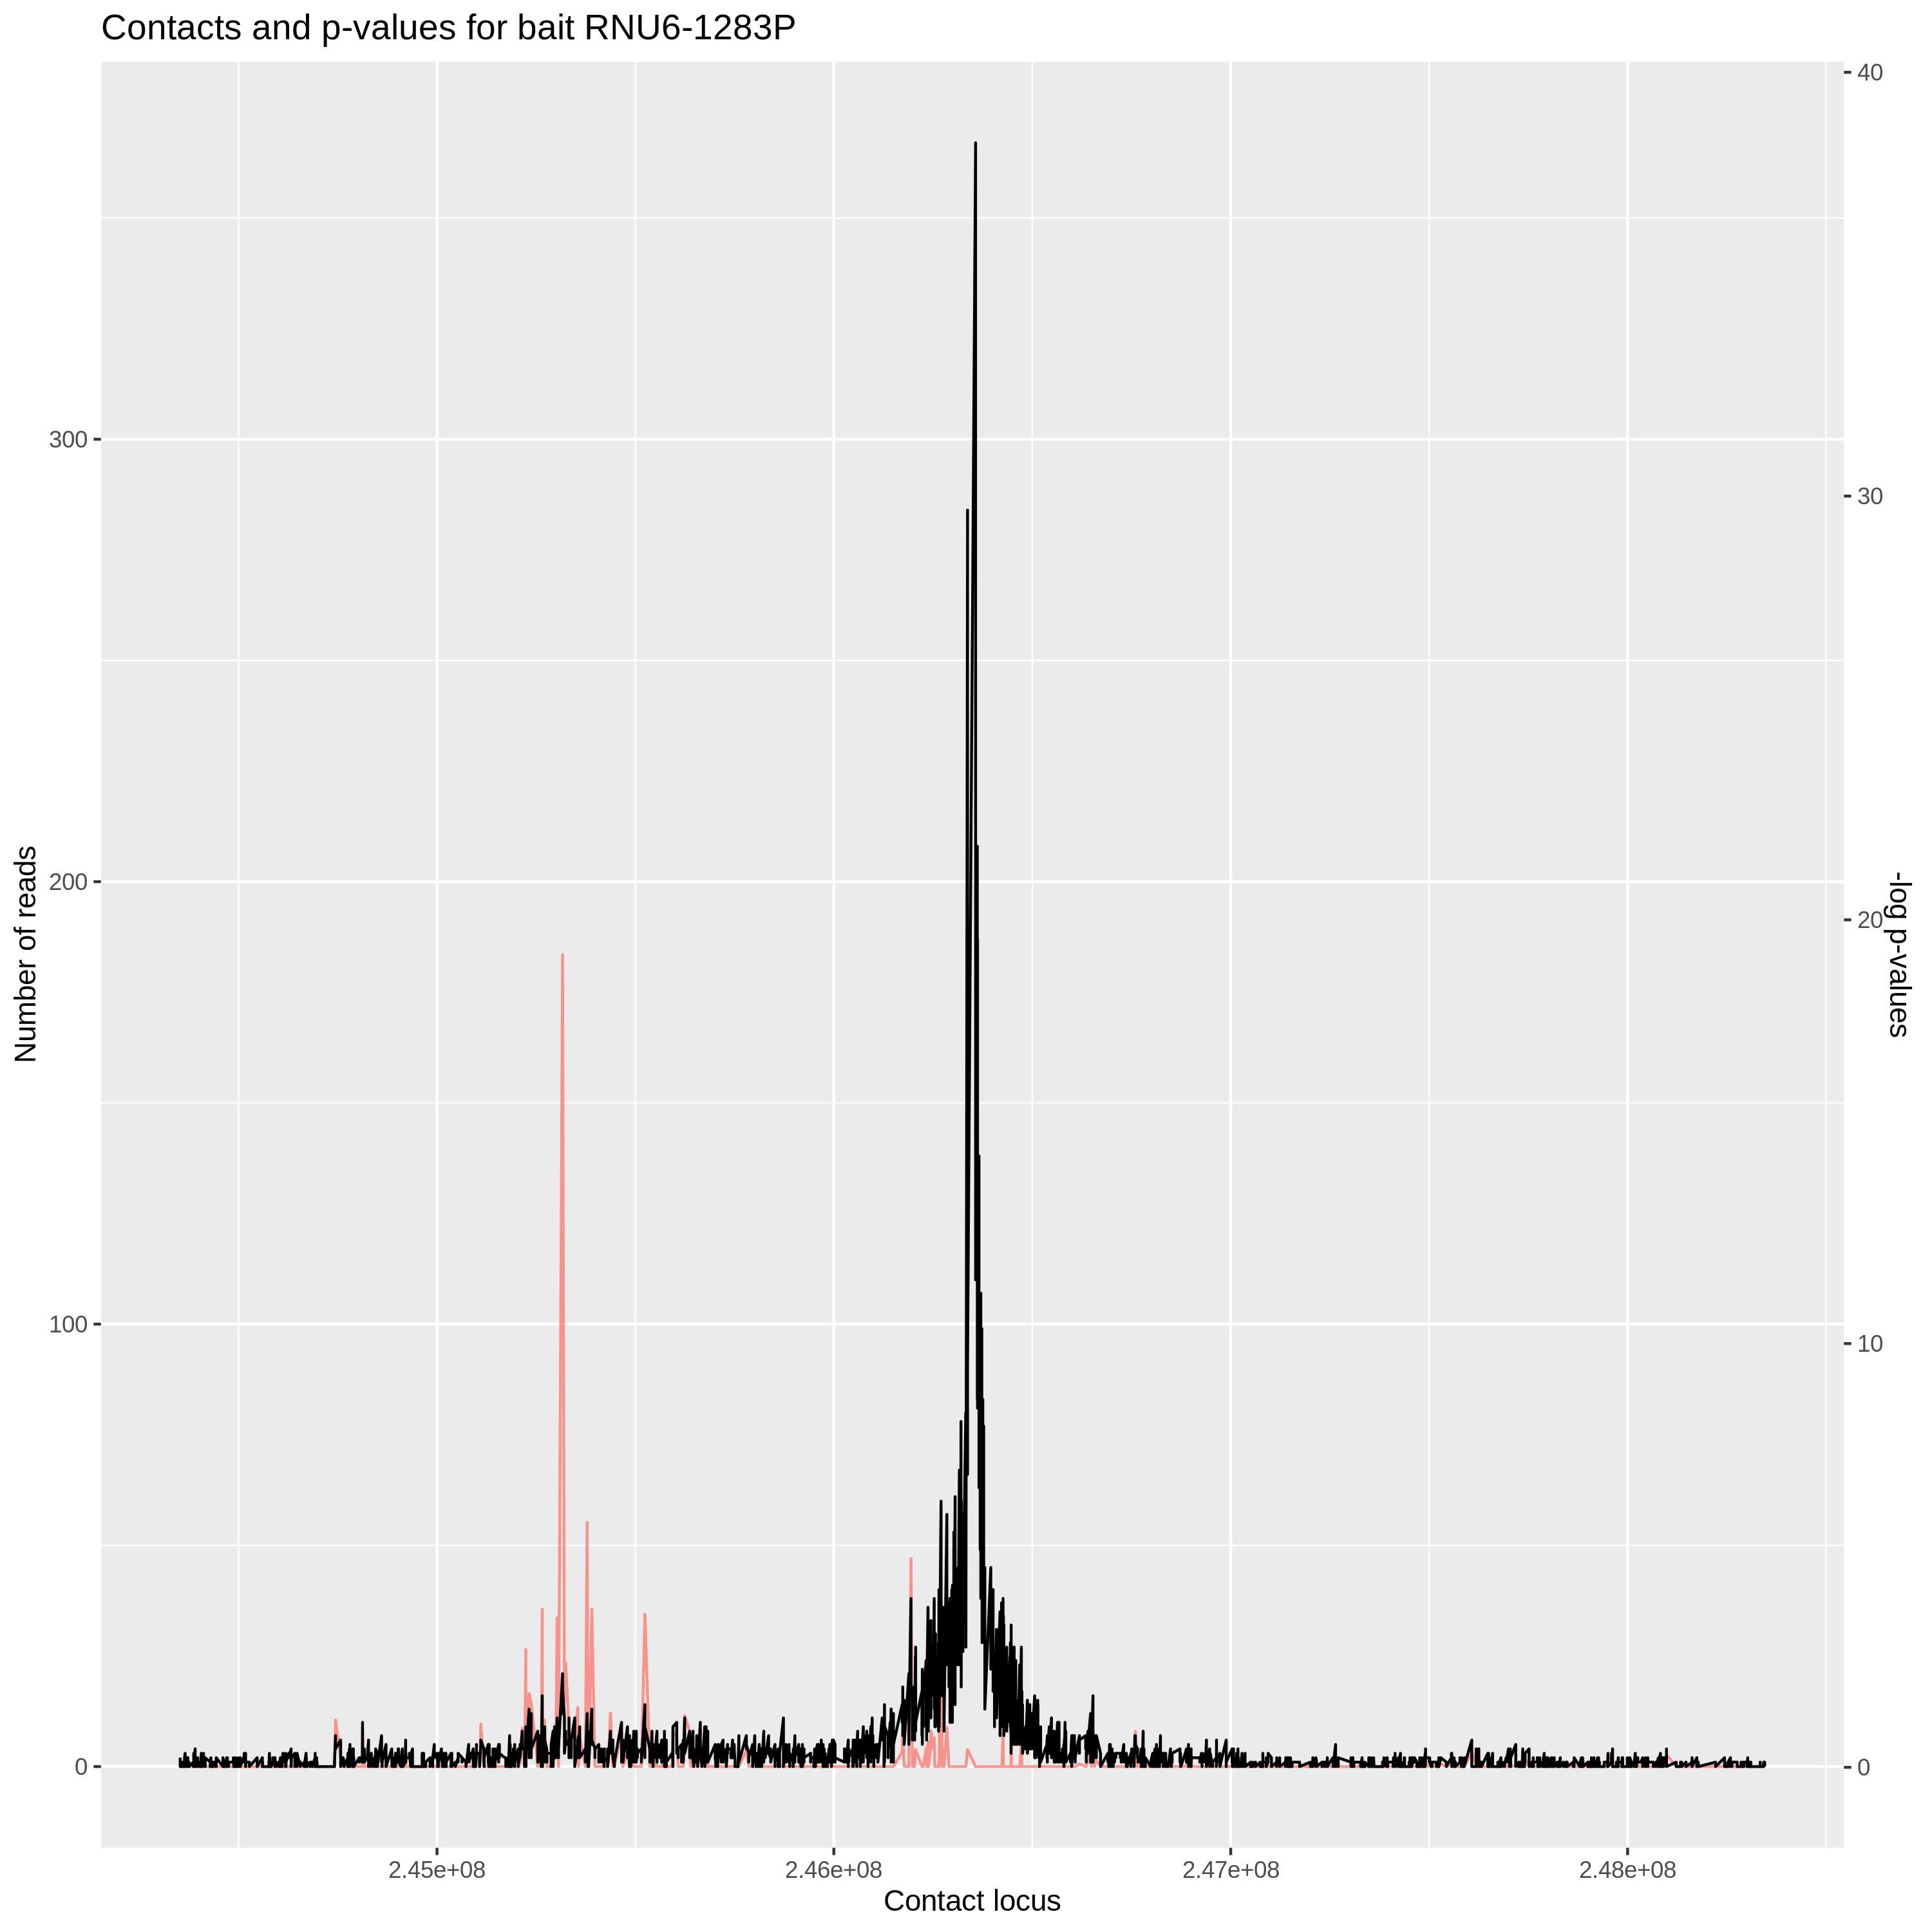 Contacts and p-values for bait RNU6-1283P
40
300
30
200
20
Number of reads
-log p-values
100
10
0
0
2.45e+08
2.46e+08
2.47e+08
2.48e+08
Contact locus